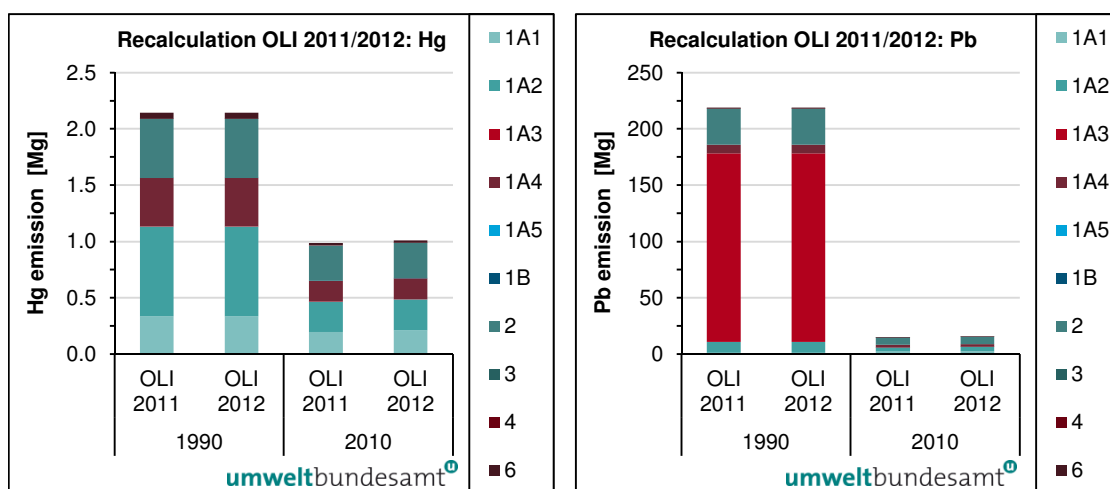 Recalculation OLI 2011/2012: Hg
Hg emission [Mg]
2.5
2.0
1.5
1.0
0.5
0.0
OLI 2011
OLI 2012
OLI 2011
OLI 2012
1990
2010
umweltbundesamt u
1A1
1A2
1A3
1A4
1A5
1B
2
3
4
6
Recalculation OLI 2011/2012: Pb
Pb emission [Mg]
250
200
150
100
50
0
OLI 2011
OLI 2012
OLI 2011
OLI 2012
1990
2010
umweltbundesamt u
1A1
1A2
1A3
1A4
1A5
1B
2
3
4
6